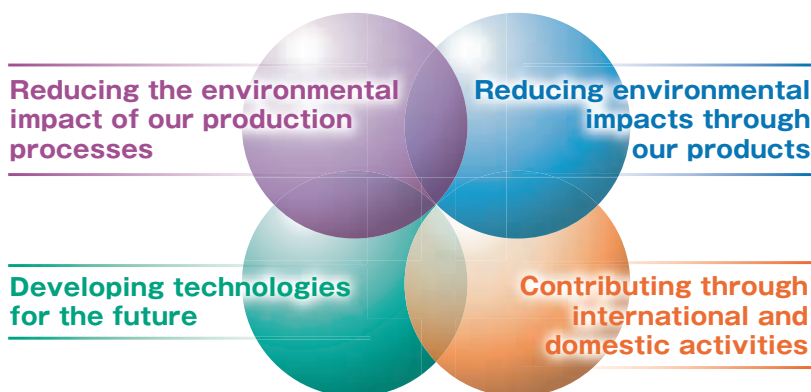 Reducing the environmental
impact of our production
processes
Reducing environmental
impacts through
our products
Developing technologies
for the future
Contributing through
international and
domestic activities